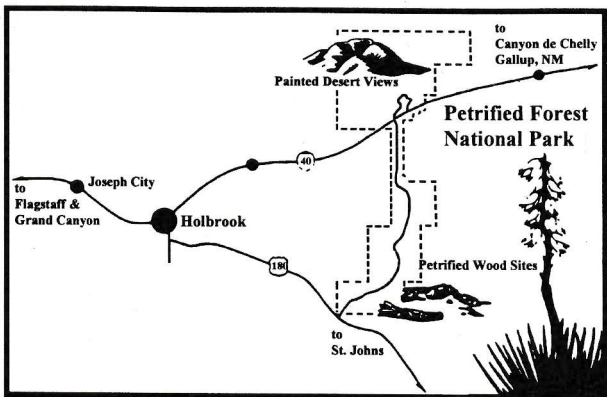 to
Canyon de Chelly
Gallup, NM
Painted Desert Views
Petrified Forest
National Park
40
Joseph City
to
Flagstaff &
Grand Canyon
Holbrook
180
Petrified Wood Sites
to
St. Johns